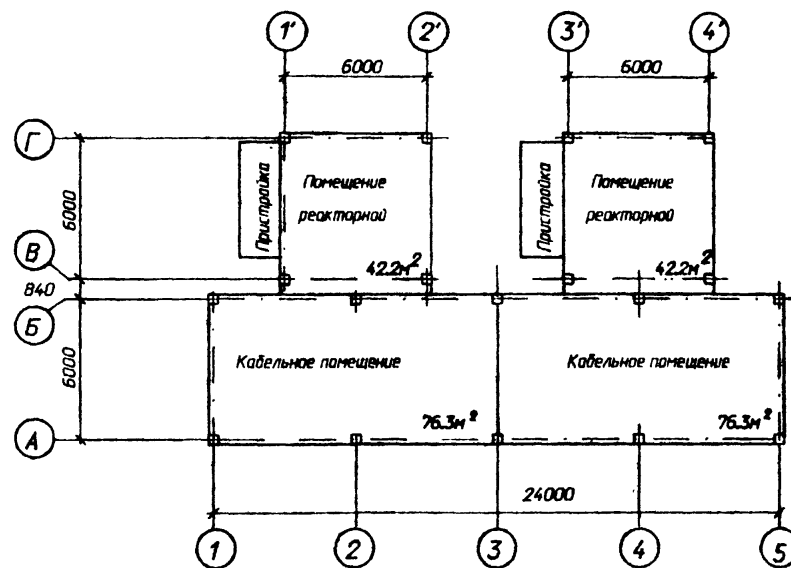 1' 2' 3' 4'
6000 6000
Г
Пристройка
Помещение
реакторной
42.2м²
Пристройка
Помещение
реакторной
42.2м²
6000
В
840
Б
6000
Кабельное помещение
76.3м²
Кабельное помещение
76.3м²
А
24000
1 2 3 4 5